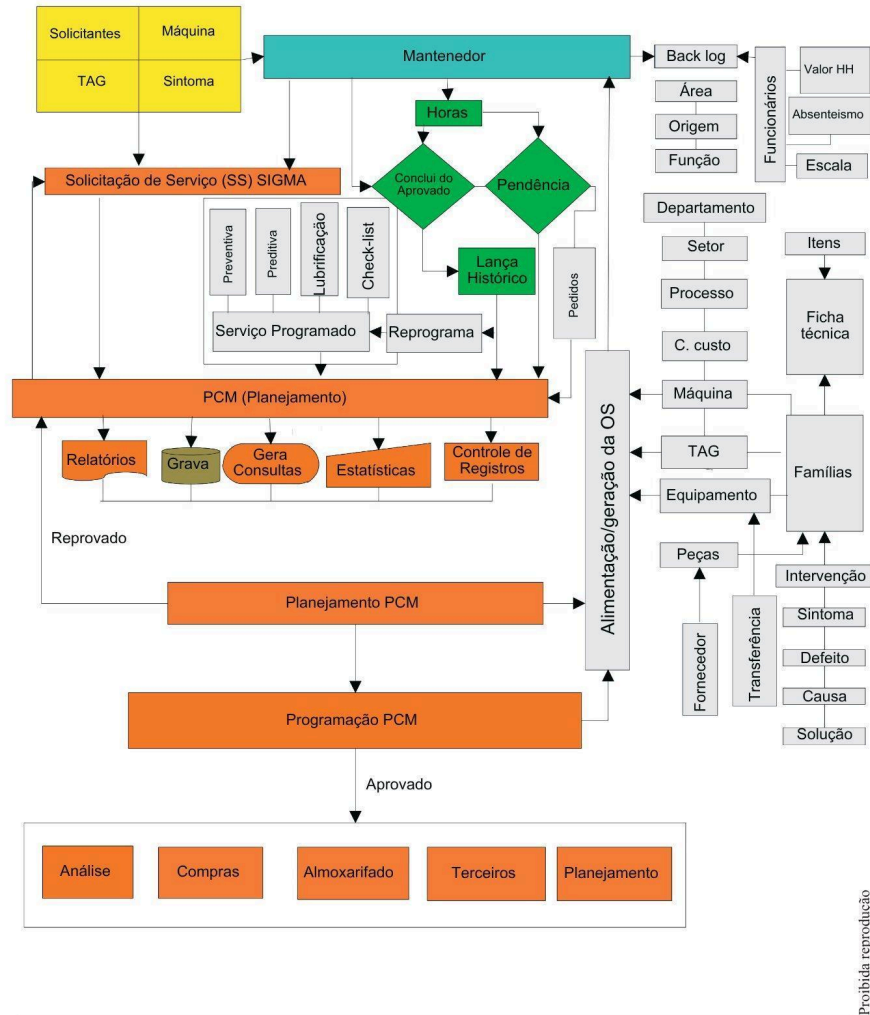 Solicitantes
Máquina
TAG
Sintoma
Mantenedor
Back log
Funcionários
Valor HH
Absenteismo
Escala
Área
Origem
Função
Horas
Conclui do
Aprovado
Pendência
Solicitação de Serviço (SS) SIGMA
Preventiva
Preditiva
Lubrificação
Check-list
Lança
Histórico
Pedidos
Serviço Programado
Reprograma
Departamento
Setor
Processo
C. custo
Máquina
TAG
Equipamento
Itens
Ficha
técnica
Famílias
PCM (Planejamento)
Relatórios
Grava
Gera
Consultas
Estatísticas
Controle de
Registros
Alimentação/geração da OS
Reprovado
Peças
Fornecedor
Transferência
Intervenção
Sintoma
Defeito
Causa
Solução
Planejamento PCM
Programação PCM
Aprovado
Análise
Compras
Almoxarifado
Terceiros
Planejamento
Proibida reprodução